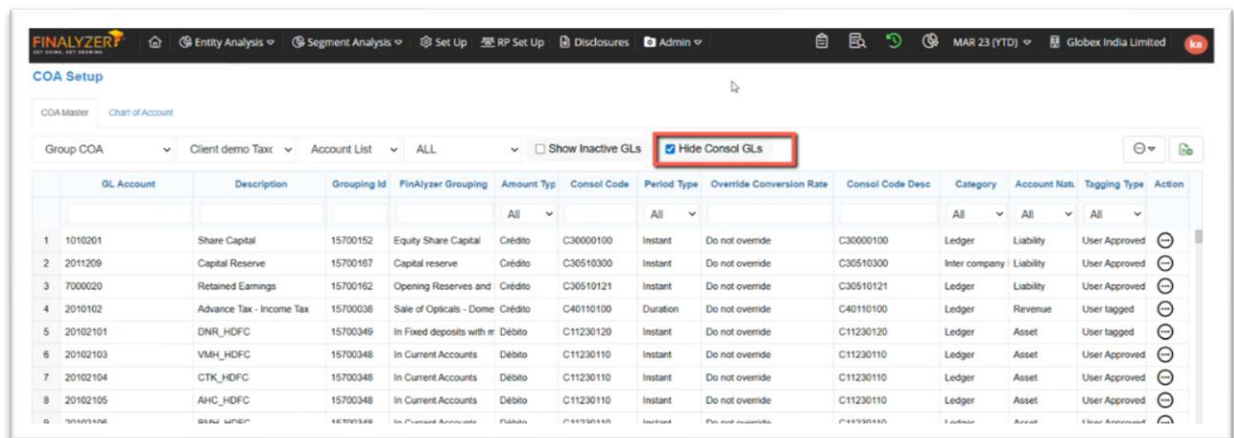 FINALYZER
GET GOING, GET GROWING
Entity Analysis Segment Analysis Set Up RP Set Up Disclosures Admin MAR 23 (YTD) Globex India Limited ka
COA Setup
COA Master Chart of Account
Group COA Client demo Taxc Account List ALL Show Inactive GLs Hide Consol GLs
GL Account Description Grouping Id FinAlyzer Grouping Amount Typ Consol Code Period Type Override Conversion Rate Consol Code Desc Category Account Natu Tagging Type Action
All All All All All
1 1010201 Share Capital 15700152 Equity Share Capital Crédito C30000100 Instant Do not override C30000100 Ledger Liability User Approved
2 2011209 Capital Reserve 15700167 Capital reserve Crédito C30510300 Instant Do not override C30510300 Inter company Liability User Approved
3 7000020 Retained Earnings 15700162 Opening Reserves and Crédito C30510121 Instant Do not override C30510121 Ledger Liability User Approved
4 2010102 Advance Tax - Income Tax 15700038 Sale of Opticals - Dome Crédito C40110100 Duration Do not override C40110100 Ledger Revenue User tagged
5 20102101 DNR_HDFC 15700349 In Fixed deposits with m Débito C11230120 Instant Do not override C11230120 Ledger Asset User tagged
6 20102103 VMH_HDFC 15700348 In Current Accounts Débito C11230110 Instant Do not override C11230110 Ledger Asset User Approved
7 20102104 CTK_HDFC 15700348 In Current Accounts Débito C11230110 Instant Do not override C11230110 Ledger Asset User Approved
8 20102105 AHC_HDFC 15700348 In Current Accounts Débito C11230110 Instant Do not override C11230110 Ledger Asset User Approved